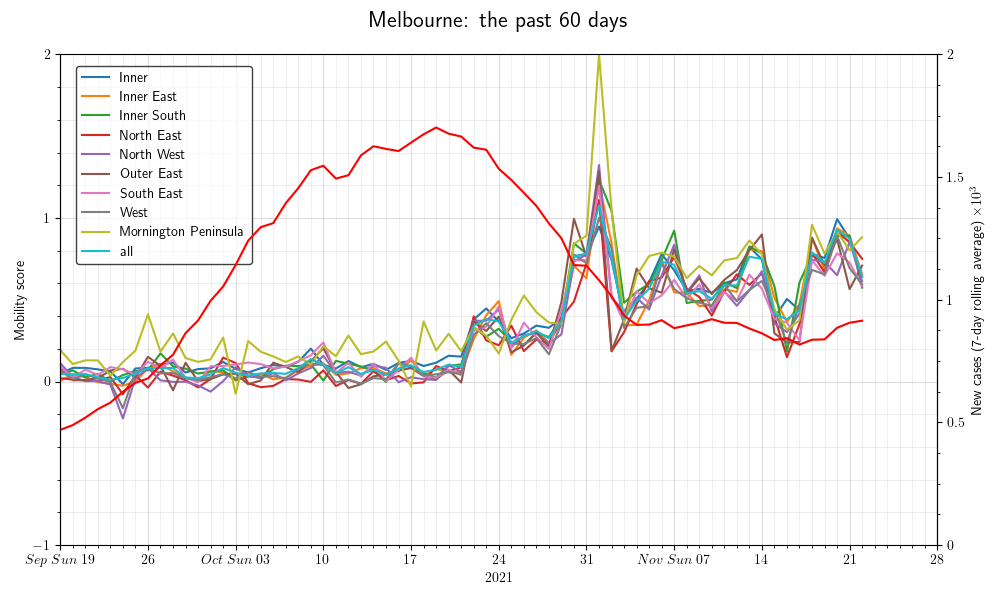 Melbourne: the past 60 days
2
1
0
−1
Mobility score
Inner
Inner East
Inner South
North East
North West
Outer East
South East
West
Mornington Peninsula
all
2
1.5
1
0.5
0
New cases (7-day rolling average) ×10³
Sep Sun 19 26 Oct Sun 03 10 17 24 31 Nov Sun 07 14 21 28
2021